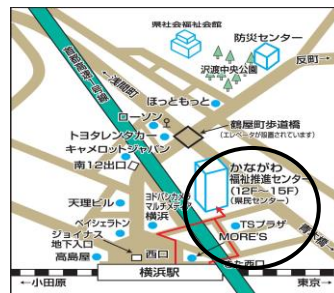 県社会福祉会館
防災センター
沢渡中央公園
反町→
←浅間町
ほっともっと
ローソン
トヨタレンタカー
キャメロットジャパン
南12出口
鶴屋町歩道橋
(エレベータが設置されています)
かながわ
福祉推進センター
(12F〜15F)
(県民センター)
天理ビル
ヨドバシカメラ
マルチメディア
横浜
TSプラザ
MORE'S
ベイシェラトン
ジョイナス
地下入口
高島屋
西口
きた西口
横浜駅
←小田原
東京→